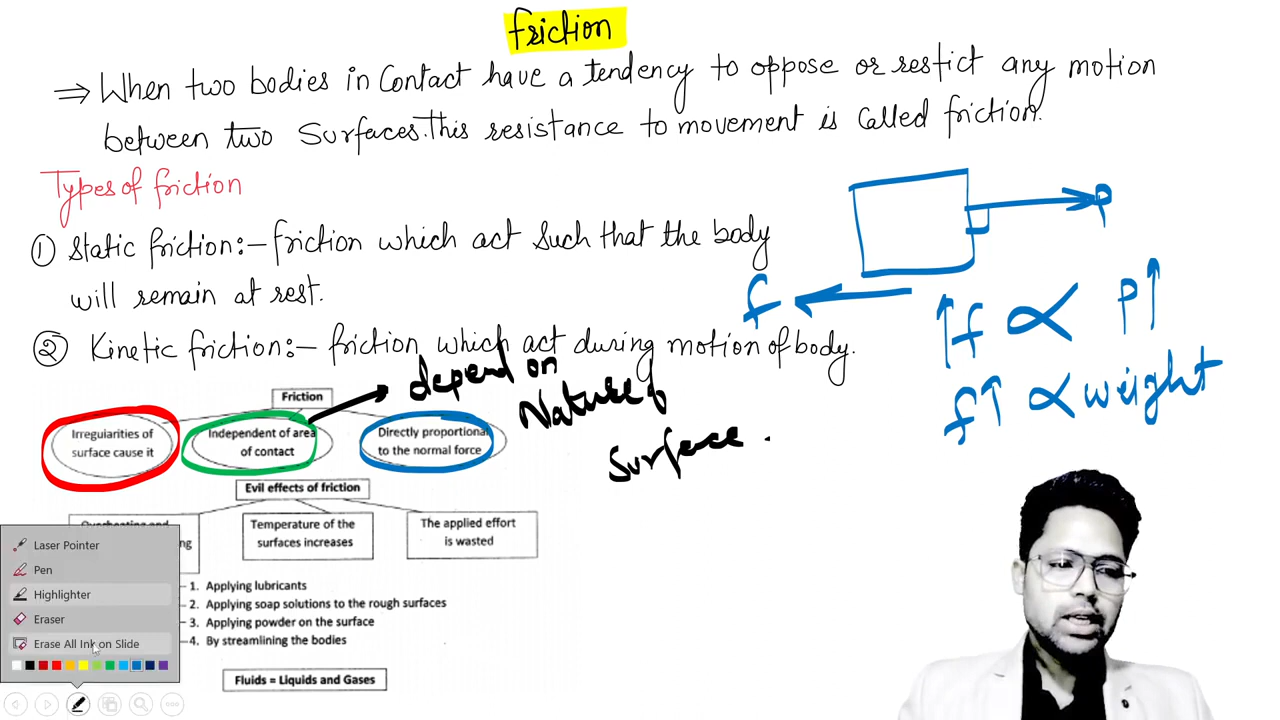 friction
⇒ When two bodies in Contact have a tendency to oppose or restict any motion
between two Surfaces. This resistance to movement is called friction.
Types of friction
① Static friction:- friction which act Such that the body
will remain at rest.
② Kinetic friction:- friction which act during motion of body.
P
f
↑f ∝ P↑
f↑ ∝ weight
depend on
Nature of
Surface.
Friction
Irregularities of
surface cause it
Independent of area
of contact
Directly proportional
to the normal force
Evil effects of friction
Overheating and
ng
Temperature of the
surfaces increases
The applied effort
is wasted
1. Applying lubricants
2. Applying soap solutions to the rough surfaces
3. Applying powder on the surface
4. By streamlining the bodies
Fluids = Liquids and Gases
Laser Pointer
Pen
Highlighter
Eraser
Erase All Ink on Slide